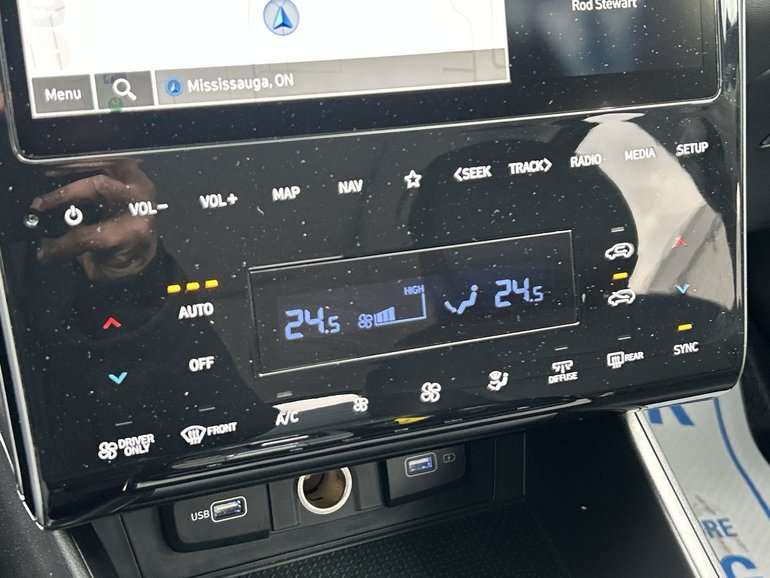 Rod Stewart
Menu
Mississauga, ON
VOL- VOL+ MAP NAV <SEEK TRACK> RADIO MEDIA SETUP
AUTO
HIGH
24.5 24.5
OFF
SYNC
DRIVER ONLY
FRONT
A/C
DIFFUSE
REAR
USB
RE